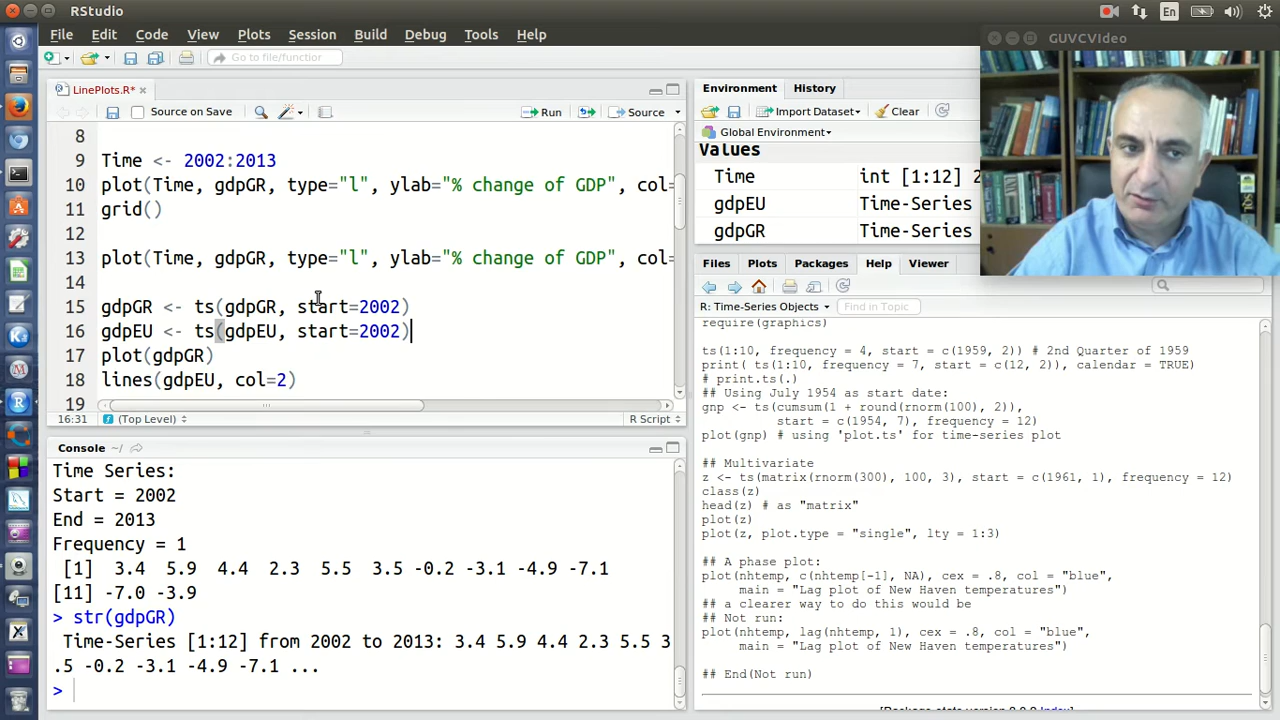 RStudio
En
File Edit Code View Plots Session Build Debug Tools Help
Go to file/function
GUVCVIdeo
LinePlots.R*
Source on Save
Run
Source
8
9 Time <- 2002:2013
10 plot(Time, gdpGR, type="l", ylab="% change of GDP", col=
11 grid()
12
13 plot(Time, gdpGR, type="l", ylab="% change of GDP", col=
14
15 gdpGR <- ts(gdpGR, start=2002)
16 gdpEU <- ts(gdpEU, start=2002)
17 plot(gdpGR)
18 lines(gdpEU, col=2)
19
16:31 (Top Level) R Script
Console ~/
Time Series:
Start = 2002
End = 2013
Frequency = 1
[1] 3.4 5.9 4.4 2.3 5.5 3.5 -0.2 -3.1 -4.9 -7.1
[11] -7.0 -3.9
> str(gdpGR)
Time-Series [1:12] from 2002 to 2013: 3.4 5.9 4.4 2.3 5.5 3
.5 -0.2 -3.1 -4.9 -7.1 ...
>
Environment History
Import Dataset Clear
Global Environment
Values
Time int [1:12] 2
gdpEU Time-Series
gdpGR Time-Series
Files Plots Packages Help Viewer
R: Time-Series Objects Find in Topic
require(graphics)
ts(1:10, frequency = 4, start = c(1959, 2)) # 2nd Quarter of 1959
print( ts(1:10, frequency = 7, start = c(12, 2)), calendar = TRUE)
# print.ts(.)
## Using July 1954 as start date:
gnp <- ts(cumsum(1 + round(rnorm(100), 2)),
start = c(1954, 7), frequency = 12)
plot(gnp) # using 'plot.ts' for time-series plot
## Multivariate
z <- ts(matrix(rnorm(300), 100, 3), start = c(1961, 1), frequency = 12)
class(z)
head(z) # as "matrix"
plot(z)
plot(z, plot.type = "single", lty = 1:3)
## A phase plot:
plot(nhtemp, c(nhtemp[-1], NA), cex = .8, col = "blue",
main = "Lag plot of New Haven temperatures")
## a clearer way to do this would be
## Not run:
plot(nhtemp, lag(nhtemp, 1), cex = .8, col = "blue",
main = "Lag plot of New Haven temperatures")
## End(Not run)